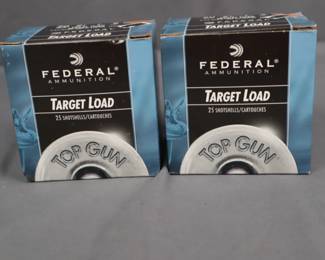 FEDERAL®
AMMUNITION
TARGET LOAD
25 SHOTSHELLS/CARTOUCHES
TOP GUN
FEDERAL®
AMMUNITION
TARGET LOAD
25 SHOTSHELLS/CARTOUCHES
TOP GUN